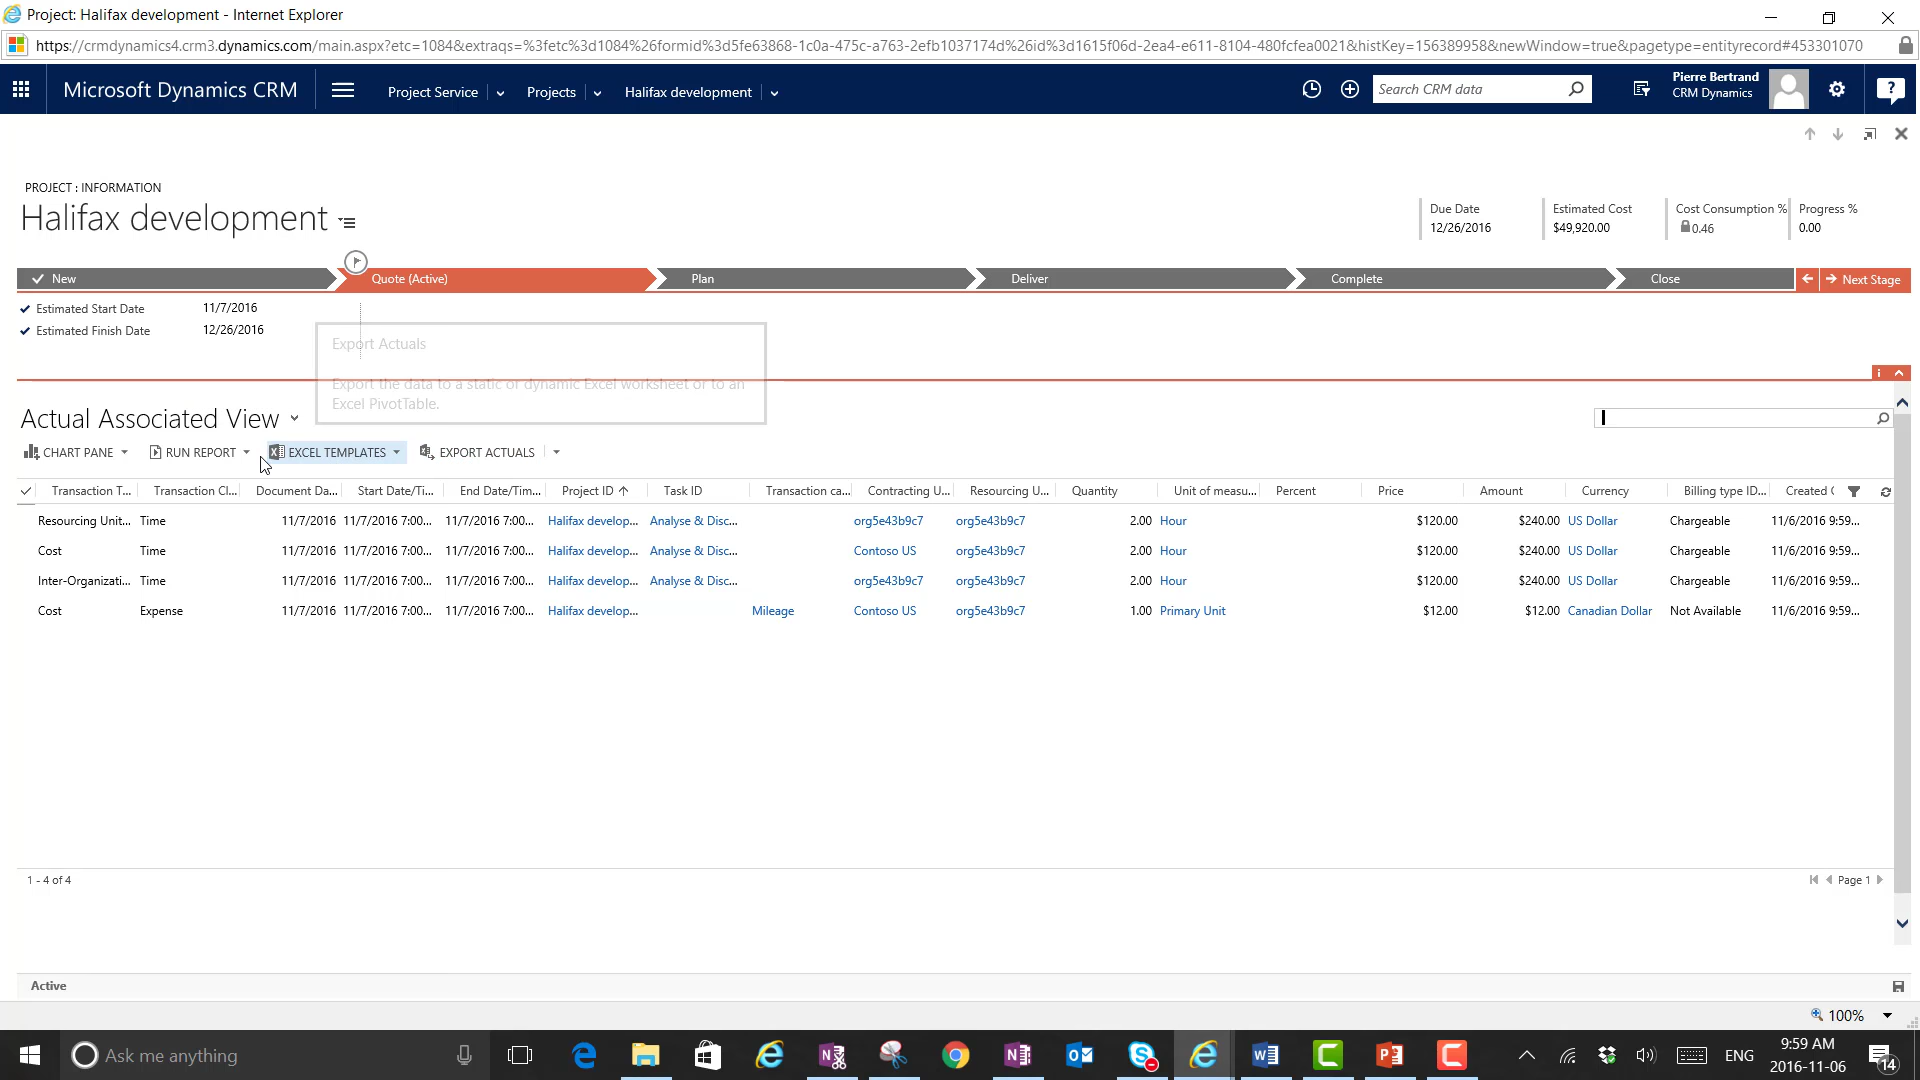 Project: Halifax development - Internet Explorer
https://crmdynamics4.crm3.dynamics.com/main.aspx?etc=1084&extraqs=%3fetc%3d1084%26formid%3d5fe63868-1c0a-475c-a763-2efb1037174d%26id%3d1615f06d-2ea4-e611-8104-480fcfea0021&histKey=156389958&newWindow=true&pagetype=entityrecord#453301070
Microsoft Dynamics CRM Project Service Projects Halifax development Search CRM data Pierre Bertrand
CRM Dynamics
PROJECT : INFORMATION
Halifax development
Due Date Estimated Cost Cost Consumption % Progress %
12/26/2016 $49,920.00 0.46 0.00
New Quote (Active) Plan Deliver Complete Close Next Stage
Estimated Start Date 11/7/2016
Estimated Finish Date 12/26/2016
Export Actuals
Export the data to a static or dynamic Excel worksheet or to an
Excel PivotTable.
Actual Associated View
CHART PANE RUN REPORT EXCEL TEMPLATES EXPORT ACTUALS
Transaction T... Transaction Cl... Document Da... Start Date/Ti... End Date/Tim... Project ID Task ID Transaction ca... Contracting U... Resourcing U... Quantity Unit of measu... Percent Price Amount Currency Billing type ID... Created
Resourcing Unit... Time 11/7/2016 11/7/2016 7:00... 11/7/2016 7:00... Halifax develop... Analyse & Disc... org5e43b9c7 org5e43b9c7 2.00 Hour $120.00 $240.00 US Dollar Chargeable 11/6/2016 9:59...
Cost Time 11/7/2016 11/7/2016 7:00... 11/7/2016 7:00... Halifax develop... Analyse & Disc... Contoso US org5e43b9c7 2.00 Hour $120.00 $240.00 US Dollar Chargeable 11/6/2016 9:59...
Inter-Organizati... Time 11/7/2016 11/7/2016 7:00... 11/7/2016 7:00... Halifax develop... Analyse & Disc... org5e43b9c7 org5e43b9c7 2.00 Hour $120.00 $240.00 US Dollar Chargeable 11/6/2016 9:59...
Cost Expense 11/7/2016 11/7/2016 7:00... 11/7/2016 7:00... Halifax develop... Mileage Contoso US org5e43b9c7 1.00 Primary Unit $12.00 $12.00 Canadian Dollar Not Available 11/6/2016 9:59...
1 - 4 of 4 Page 1
Active
100%
Ask me anything ENG 9:59 AM
2016-11-06 14